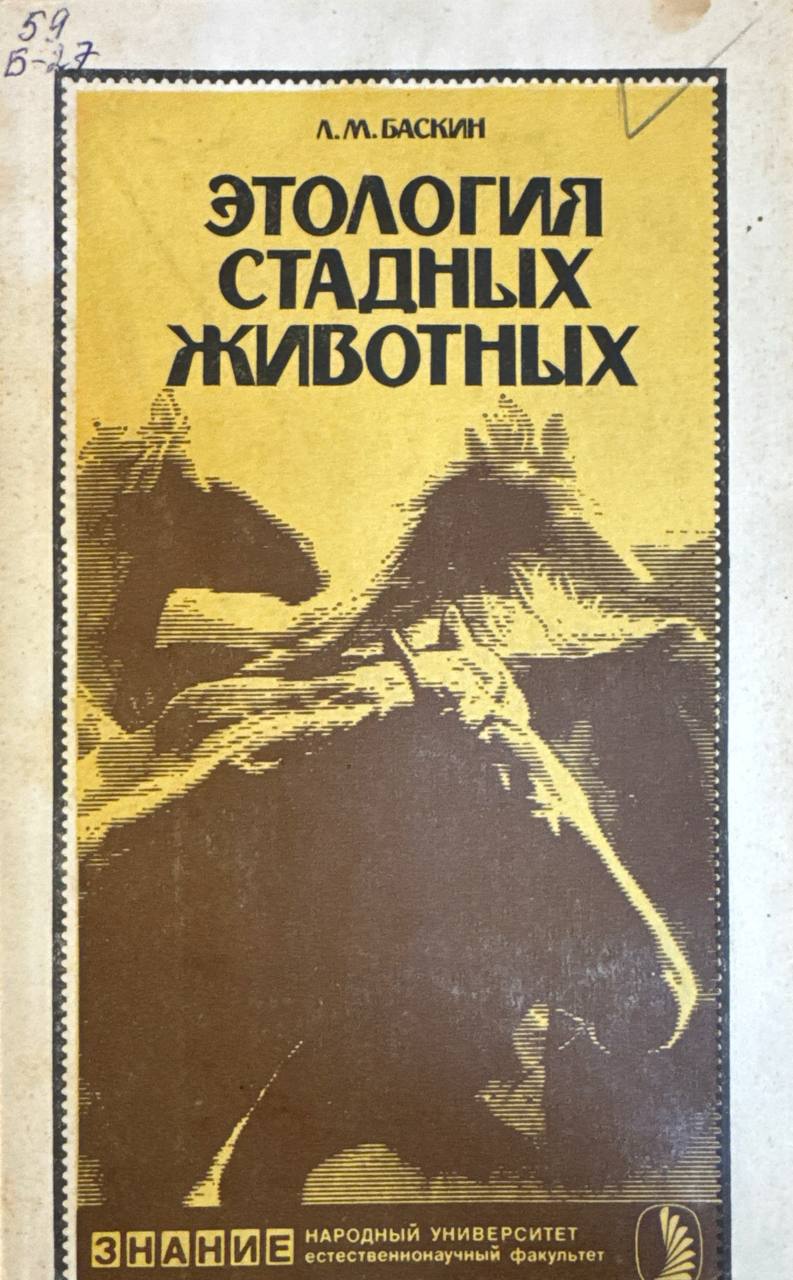 59
Б-27
Л.М.БАСКИН
ЭТОЛОГИЯ
СТАДНЫХ
ЖИВОТНЫХ
ЗНАНИЕ
НАРОДНЫЙ УНИВЕРСИТЕТ
естественнонаучный факультет